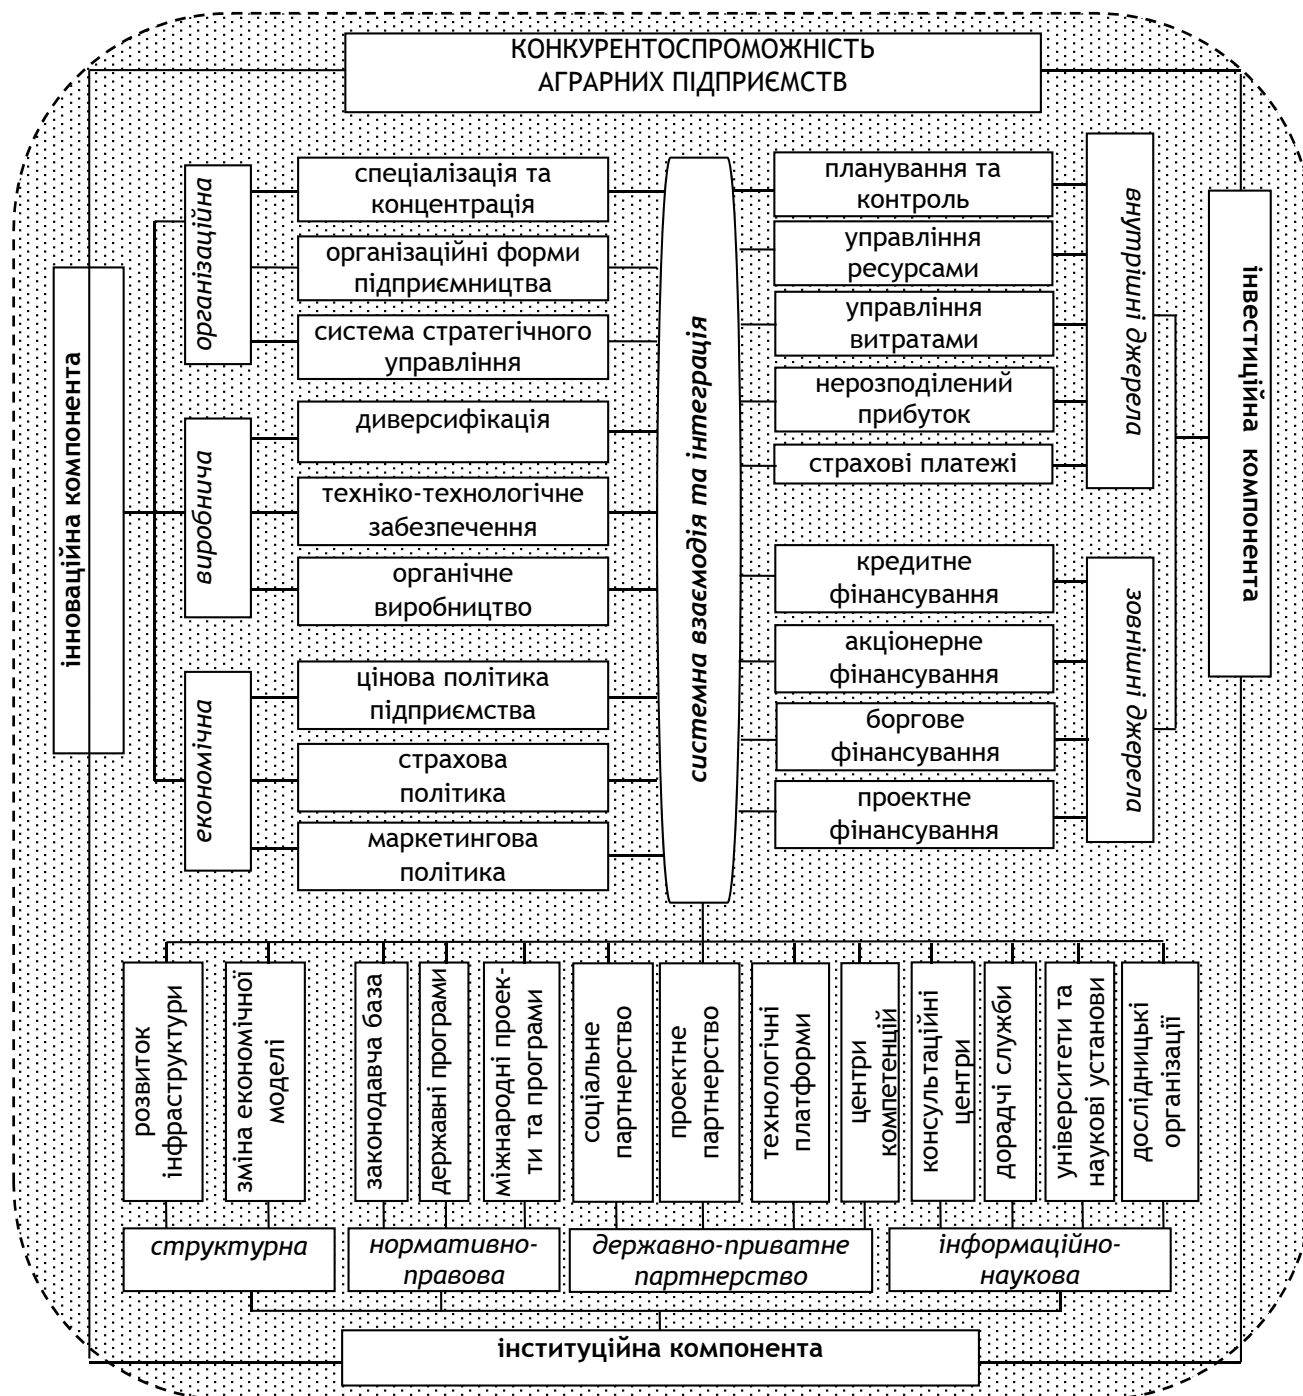 КОНКУРЕНТОСПРОМОЖНІСТЬ
АГРАРНИХ ПІДПРИЄМСТВ
інноваційна компонента
організаційна
спеціалізація та
концентрація
організаційні форми
підприємництва
система стратегічного
управління
виробнича
диверсифікація
техніко-технологічне
забезпечення
органічне
виробництво
економічна
цінова політика
підприємства
страхова
політика
маркетингова
політика
системна взаємодія та інтеграція
планування та
контроль
управління
ресурсами
управління
витратами
нерозподілений
прибуток
страхові платежі
внутрішні джерела
кредитне
фінансування
акціонерне
фінансування
боргове
фінансування
проектне
фінансування
зовнішні джерела
інвестиційна компонента
розвиток
інфраструктури
зміна економічної
моделі
законодавча база
державні програми
міжнародні проек-
ти та програми
соціальне
партнерство
проектне
партнерство
технологічні
платформи
центри
компетенцій
консультаційні
центри
дорадчі служби
університети та
наукові установи
дослідницькі
організації
структурна
нормативно-
правова
державно-приватне
партнерство
інформаційно-
наукова
інституційна компонента